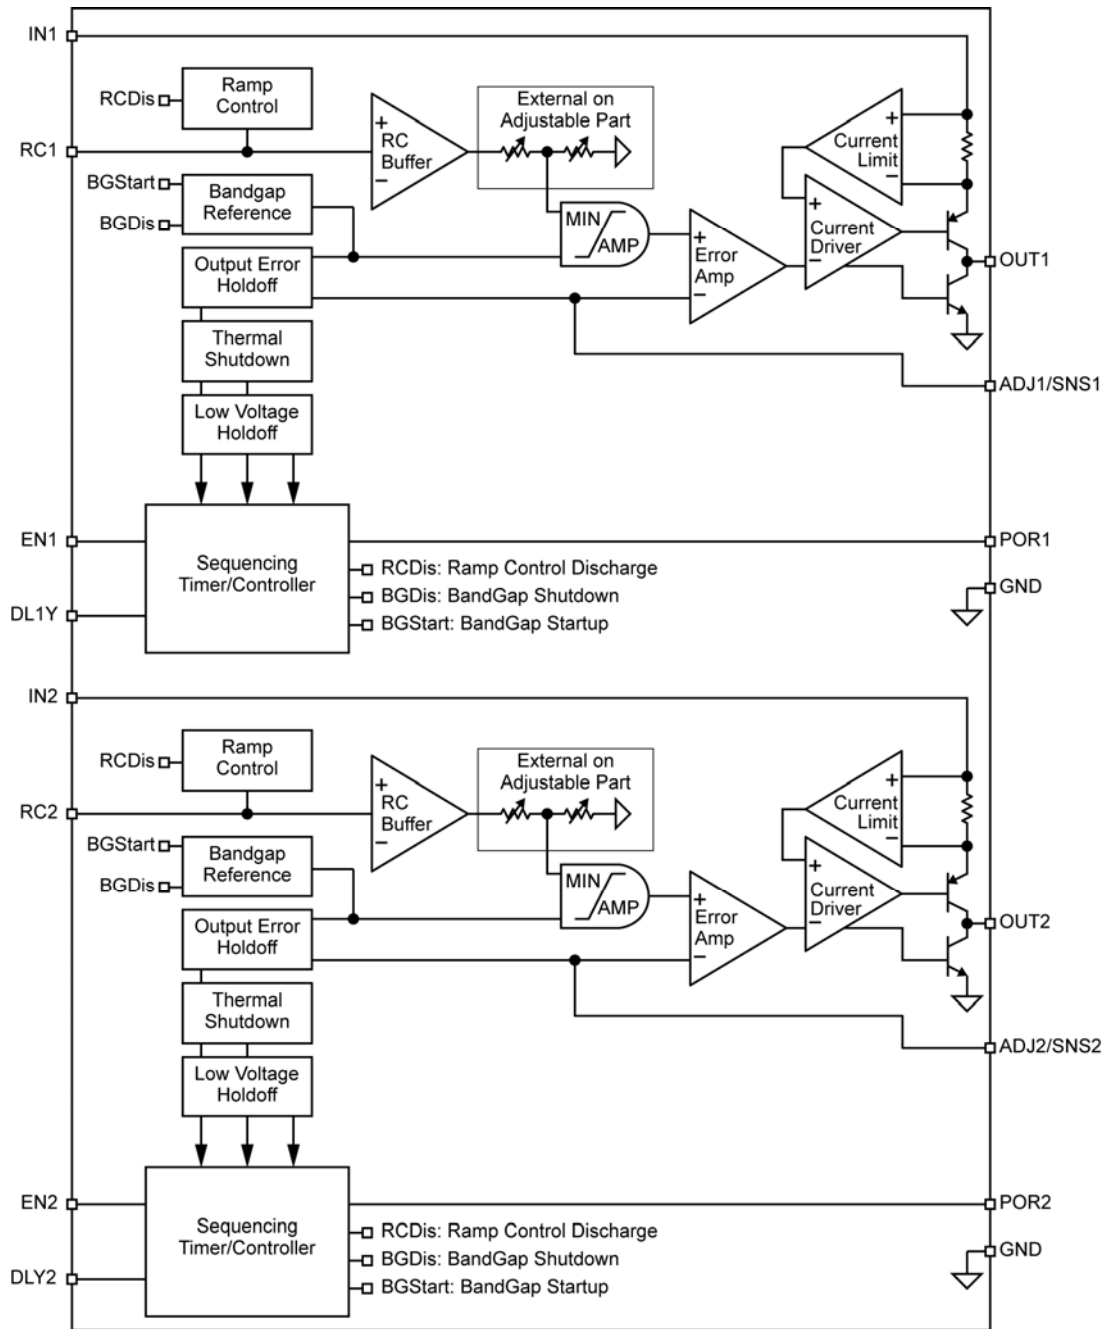 IN1
RCDis
Ramp
Control
External on
Adjustable Part
+
RC
Buffer
−
+
Current
Limit
−
RC1
BGStart
BGDis
Bandgap
Reference
MIN
AMP
+
Current
Driver
−
Output Error
Holdoff
+
Error
Amp
−
OUT1
Thermal
Shutdown
ADJ1/SNS1
Low Voltage
Holdoff
EN1
Sequencing
Timer/Controller
POR1
RCDis: Ramp Control Discharge
BGDis: BandGap Shutdown
BGStart: BandGap Startup
GND
DL1Y
IN2
RCDis
Ramp
Control
External on
Adjustable Part
+
RC
Buffer
−
+
Current
Limit
−
RC2
BGStart
BGDis
Bandgap
Reference
MIN
AMP
+
Current
Driver
−
Output Error
Holdoff
+
Error
Amp
−
OUT2
Thermal
Shutdown
ADJ2/SNS2
Low Voltage
Holdoff
EN2
Sequencing
Timer/Controller
POR2
RCDis: Ramp Control Discharge
BGDis: BandGap Shutdown
BGStart: BandGap Startup
GND
DLY2